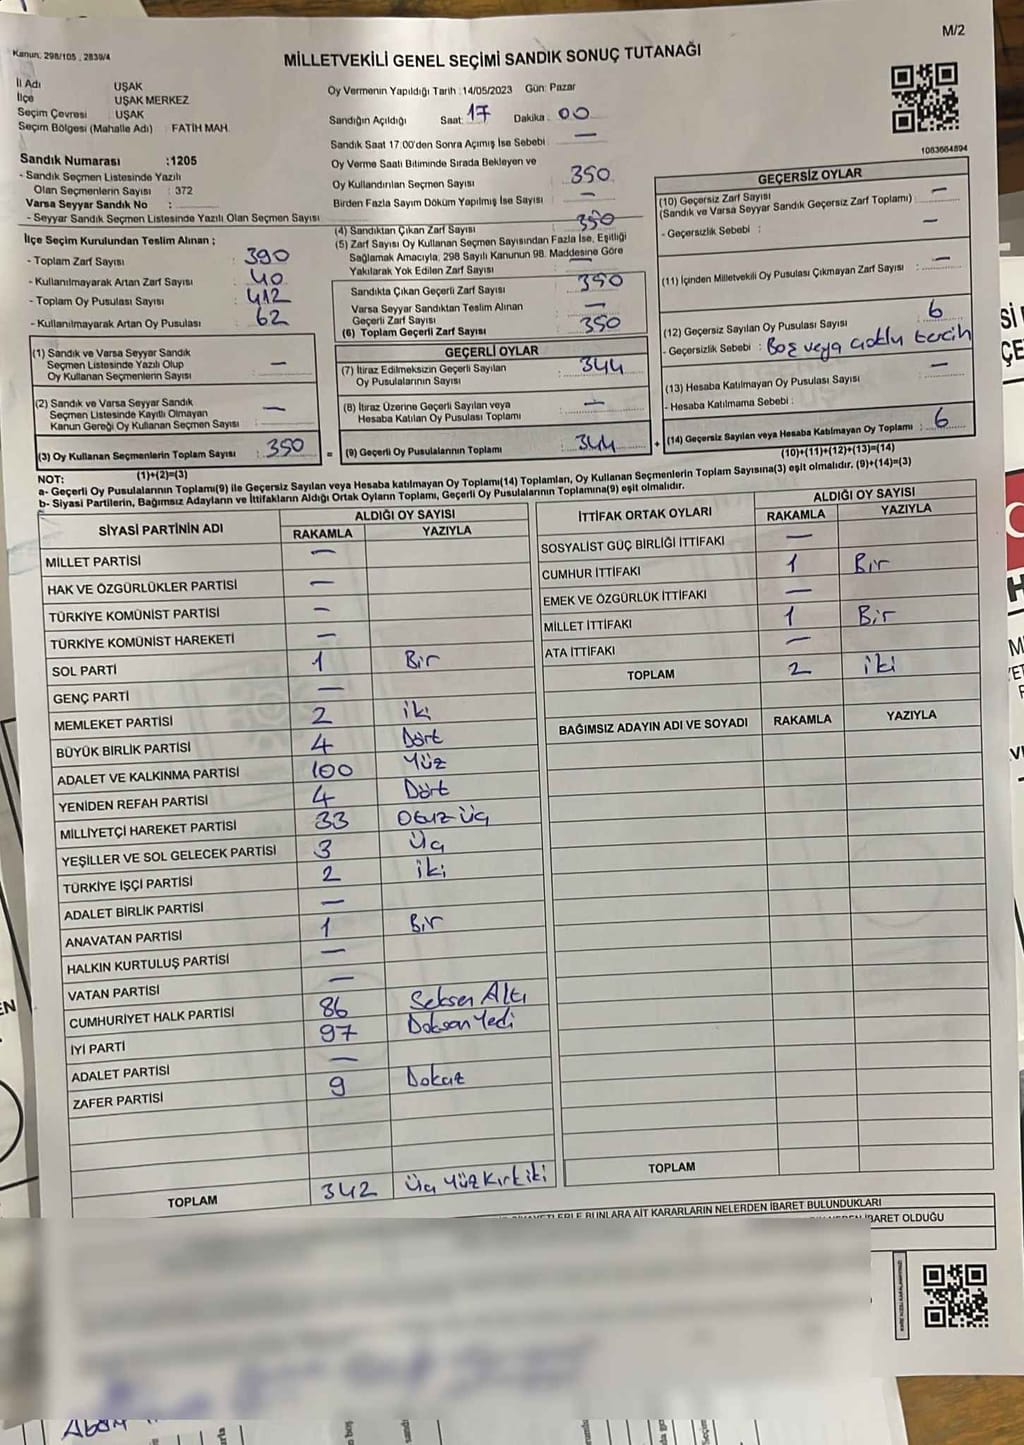 M/2
Kanun: 298/105 , 2839/4
MİLLETVEKİLİ GENEL SEÇİMİ SANDIK SONUÇ TUTANAĞI
İl Adı UŞAK
İlçe UŞAK MERKEZ
Seçim Çevresi : UŞAK
Seçim Bölgesi (Mahalle Adı) : FATİH MAH.
Sandık Numarası :1205
- Sandık Seçmen Listesinde Yazılı
Olan Seçmenlerin Sayısı : 372
Varsa Seyyar Sandık No :
- Seyyar Sandık Seçmen Listesinde Yazılı Olan Seçmen Sayısı
İlçe Seçim Kurulundan Teslim Alınan ;
- Toplam Zarf Sayısı 390
- Kullanılmayarak Artan Zarf Sayısı 40
- Toplam Oy Pusulası Sayısı 412
- Kullanılmayarak Artan Oy Pusulası 62
Oy Vermenin Yapıldığı Tarih :14/05/2023 Gün: Pazar
Sandığın Açıldığı Saat: 17 Dakika : 00
Sandık Saat 17:00'den Sonra Açımış İse Sebebi : —
Oy Verme Saati Bitiminde Sırada Bekleyen ve
Oy Kullandırılan Seçmen Sayısı 350
Birden Fazla Sayım Döküm Yapılmış İse Sayısı —
(4) Sandıktan Çıkan Zarf Sayısı 350
(5) Zarf Sayısı Oy Kullanan Seçmen Sayısından Fazla İse, Eşitliği
Sağlamak Amacıyla, 298 Sayılı Kanunun 98. Maddesine Göre
Yakılarak Yok Edilen Zarf Sayısı —
Sandıkta Çıkan Geçerli Zarf Sayısı 350
Varsa Seyyar Sandıktan Teslim Alınan
Geçerli Zarf Sayısı : —
(6) Toplam Geçerli Zarf Sayısı 350
1083664894
GEÇERSİZ OYLAR
(10) Geçersiz Zarf Sayısı —
(Sandık ve Varsa Seyyar Sandık Geçersiz Zarf Toplamı) :
- Geçersizlik Sebebi : —
(11) İçinden Milletvekili Oy Pusulası Çıkmayan Zarf Sayısı : —
(12) Geçersiz Sayılan Oy Pusulası Sayısı 6
- Geçersizlik Sebebi : Boş veya çoklu tercih
(13) Hesaba Katılmayan Oy Pusulası Sayısı —
- Hesaba Katılmama Sebebi :
(14) Geçersiz Sayılan veya Hesaba Katılmayan Oy Toplamı : 6
(10)+(11)+(12)+(13)=(14)
(1) Sandık ve Varsa Seyyar Sandık
Seçmen Listesinde Yazılı Olup
Oy Kullanan Seçmenlerin Sayısı : —
(2) Sandık ve Varsa Seyyar Sandık
Seçmen Listesinde Kayıtlı Olmayan
Kanun Gereği Oy Kullanan Seçmen Sayısı : —
(3) Oy Kullanan Seçmenlerin Toplam Sayısı : 350
(1)+(2)=(3)
GEÇERLİ OYLAR
(7) İtiraz Edilmeksizin Geçerli Sayılan
Oy Pusulalarının Sayısı : 344
(8) İtiraz Üzerine Geçerli Sayılan veya
Hesaba Katılan Oy Pusulası Toplamı : —
= (9) Geçerli Oy Pusulalarının Toplamı 344 +
NOT:
a- Geçerli Oy Pusulalarının Toplamı(9) ile Geçersiz Sayılan veya Hesaba katılmayan Oy Toplamı(14) Toplamları, Oy Kullanan Seçmenlerin Toplam Sayısına(3) eşit olmalıdır. (9)+(14)=(3)
b- Siyasi Partilerin, Bağımsız Adayların ve İttifakların Aldığı Ortak Oyların Toplamı, Geçerli Oy Pusulalarının Toplamına(9) eşit olmalıdır.
SİYASİ PARTİNİN ADI ALDIĞI OY SAYISI
RAKAMLA YAZIYLA
MİLLET PARTİSİ —
HAK VE ÖZGÜRLÜKLER PARTİSİ —
TÜRKİYE KOMÜNİST PARTİSİ —
TÜRKİYE KOMÜNİST HAREKETİ —
SOL PARTİ 1 Bir
GENÇ PARTİ —
MEMLEKET PARTİSİ 2 iki
BÜYÜK BİRLİK PARTİSİ 4 Dört
ADALET VE KALKINMA PARTİSİ 100 Yüz
YENİDEN REFAH PARTİSİ 4 Dört
MİLLİYETÇİ HAREKET PARTİSİ 33 Otuz üç
YEŞİLLER VE SOL GELECEK PARTİSİ 3 Üç
TÜRKİYE İŞÇİ PARTİSİ 2 iki
ADALET BİRLİK PARTİSİ —
ANAVATAN PARTİSİ 1 Bir
HALKIN KURTULUŞ PARTİSİ —
VATAN PARTİSİ —
CUMHURİYET HALK PARTİSİ 86 Seksen Altı
İYİ PARTİ 97 Doksan Yedi
ADALET PARTİSİ —
ZAFER PARTİSİ 9 Dokuz
TOPLAM 342 Üç Yüz Kırk iki
İTTİFAK ORTAK OYLARI ALDIĞI OY SAYISI
RAKAMLA YAZIYLA
SOSYALİST GÜÇ BİRLİĞİ İTTİFAKI —
CUMHUR İTTİFAKI 1 Bir
EMEK VE ÖZGÜRLÜK İTTİFAKI —
MİLLET İTTİFAKI 1 Bir
ATA İTTİFAKI —
TOPLAM 2 iki
BAĞIMSIZ ADAYIN ADI VE SOYADI RAKAMLA YAZIYLA
TOPLAM
BUNLARA AİT KARARLARIN NELERDEN İBARET BULUNDUKLARI
İBARET OLDUĞU